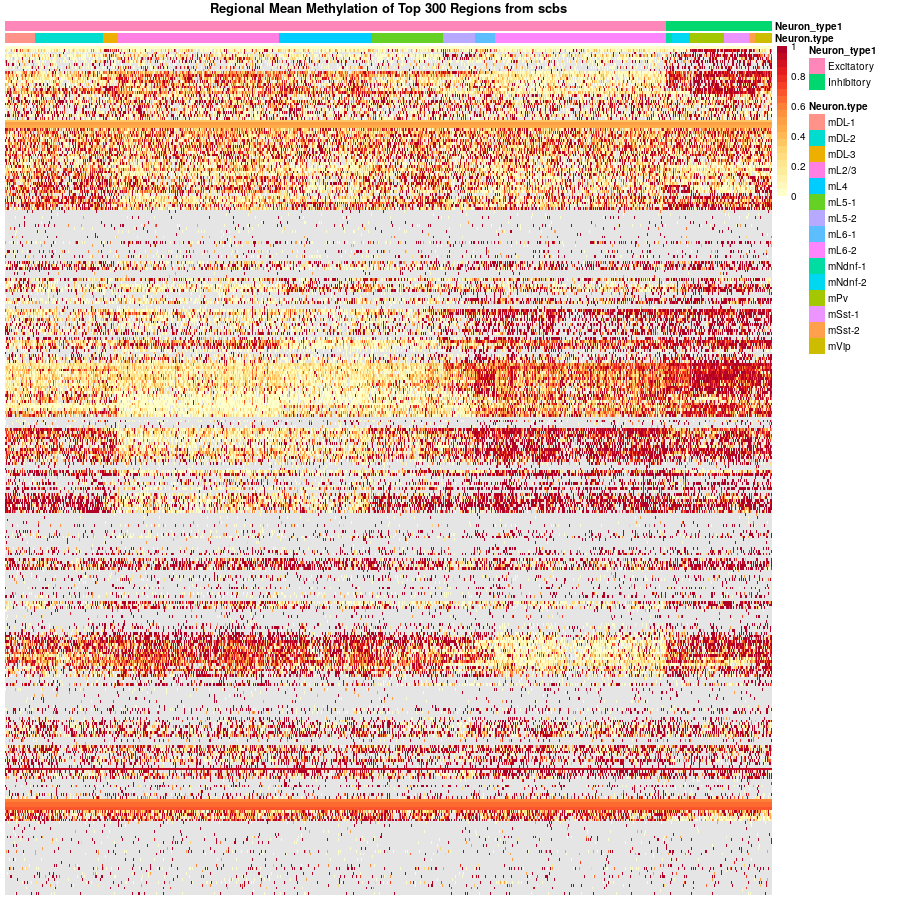 Regional Mean Methylation of Top 300 Regions from scbs
Neuron_type1
Neuron.type
1
0.8
0.6
0.4
0.2
0
Neuron_type1
Excitatory
Inhibitory
Neuron.type
mDL-1
mDL-2
mDL-3
mL2/3
mL4
mL5-1
mL5-2
mL6-1
mL6-2
mNdnf-1
mNdnf-2
mPv
mSst-1
mSst-2
mVip